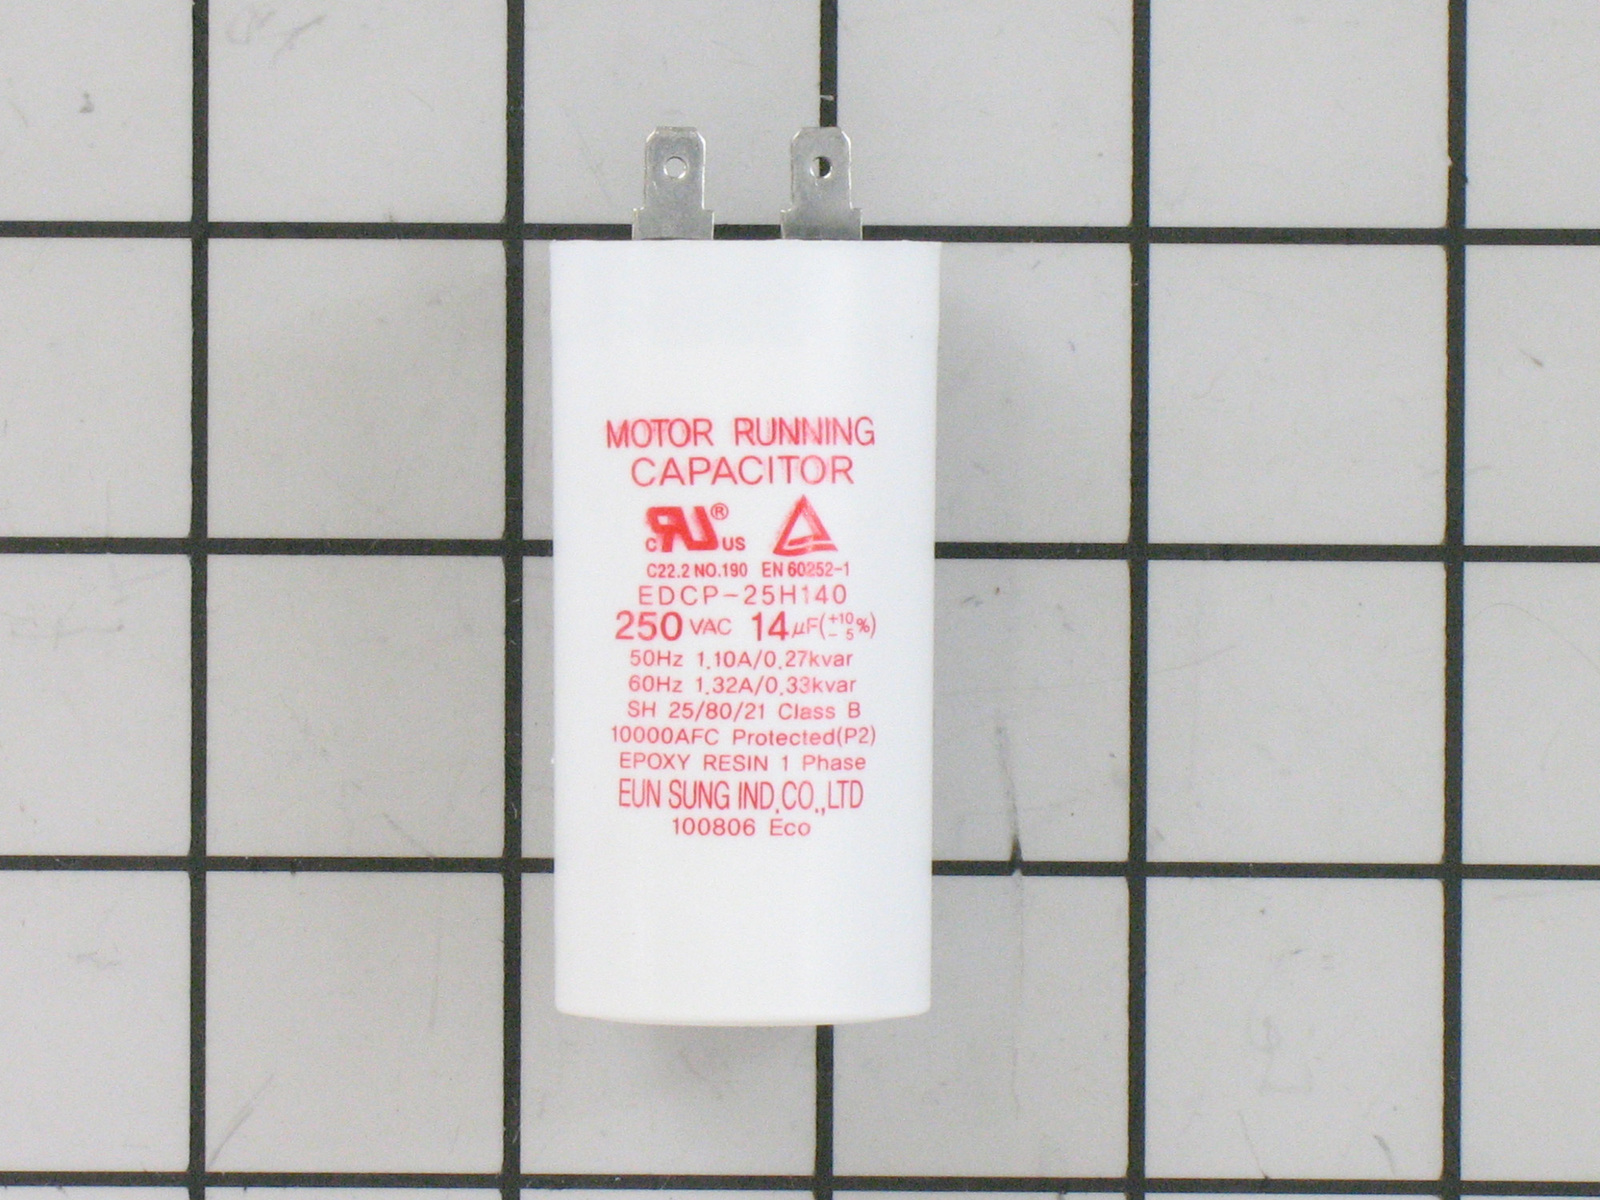 MOTOR RUNNING
CAPACITOR
c RU ® US
C22.2 NO.190 EN 60252-1
EDCP-25H140
250 VAC 14 μF(+10 - 5 %)
50Hz 1.10A/0.27kvar
60Hz 1.32A/0.33kvar
SH 25/80/21 Class B
10000AFC Protected(P2)
EPOXY RESIN 1 Phase
EUN SUNG IND.CO.,LTD
100806 Eco